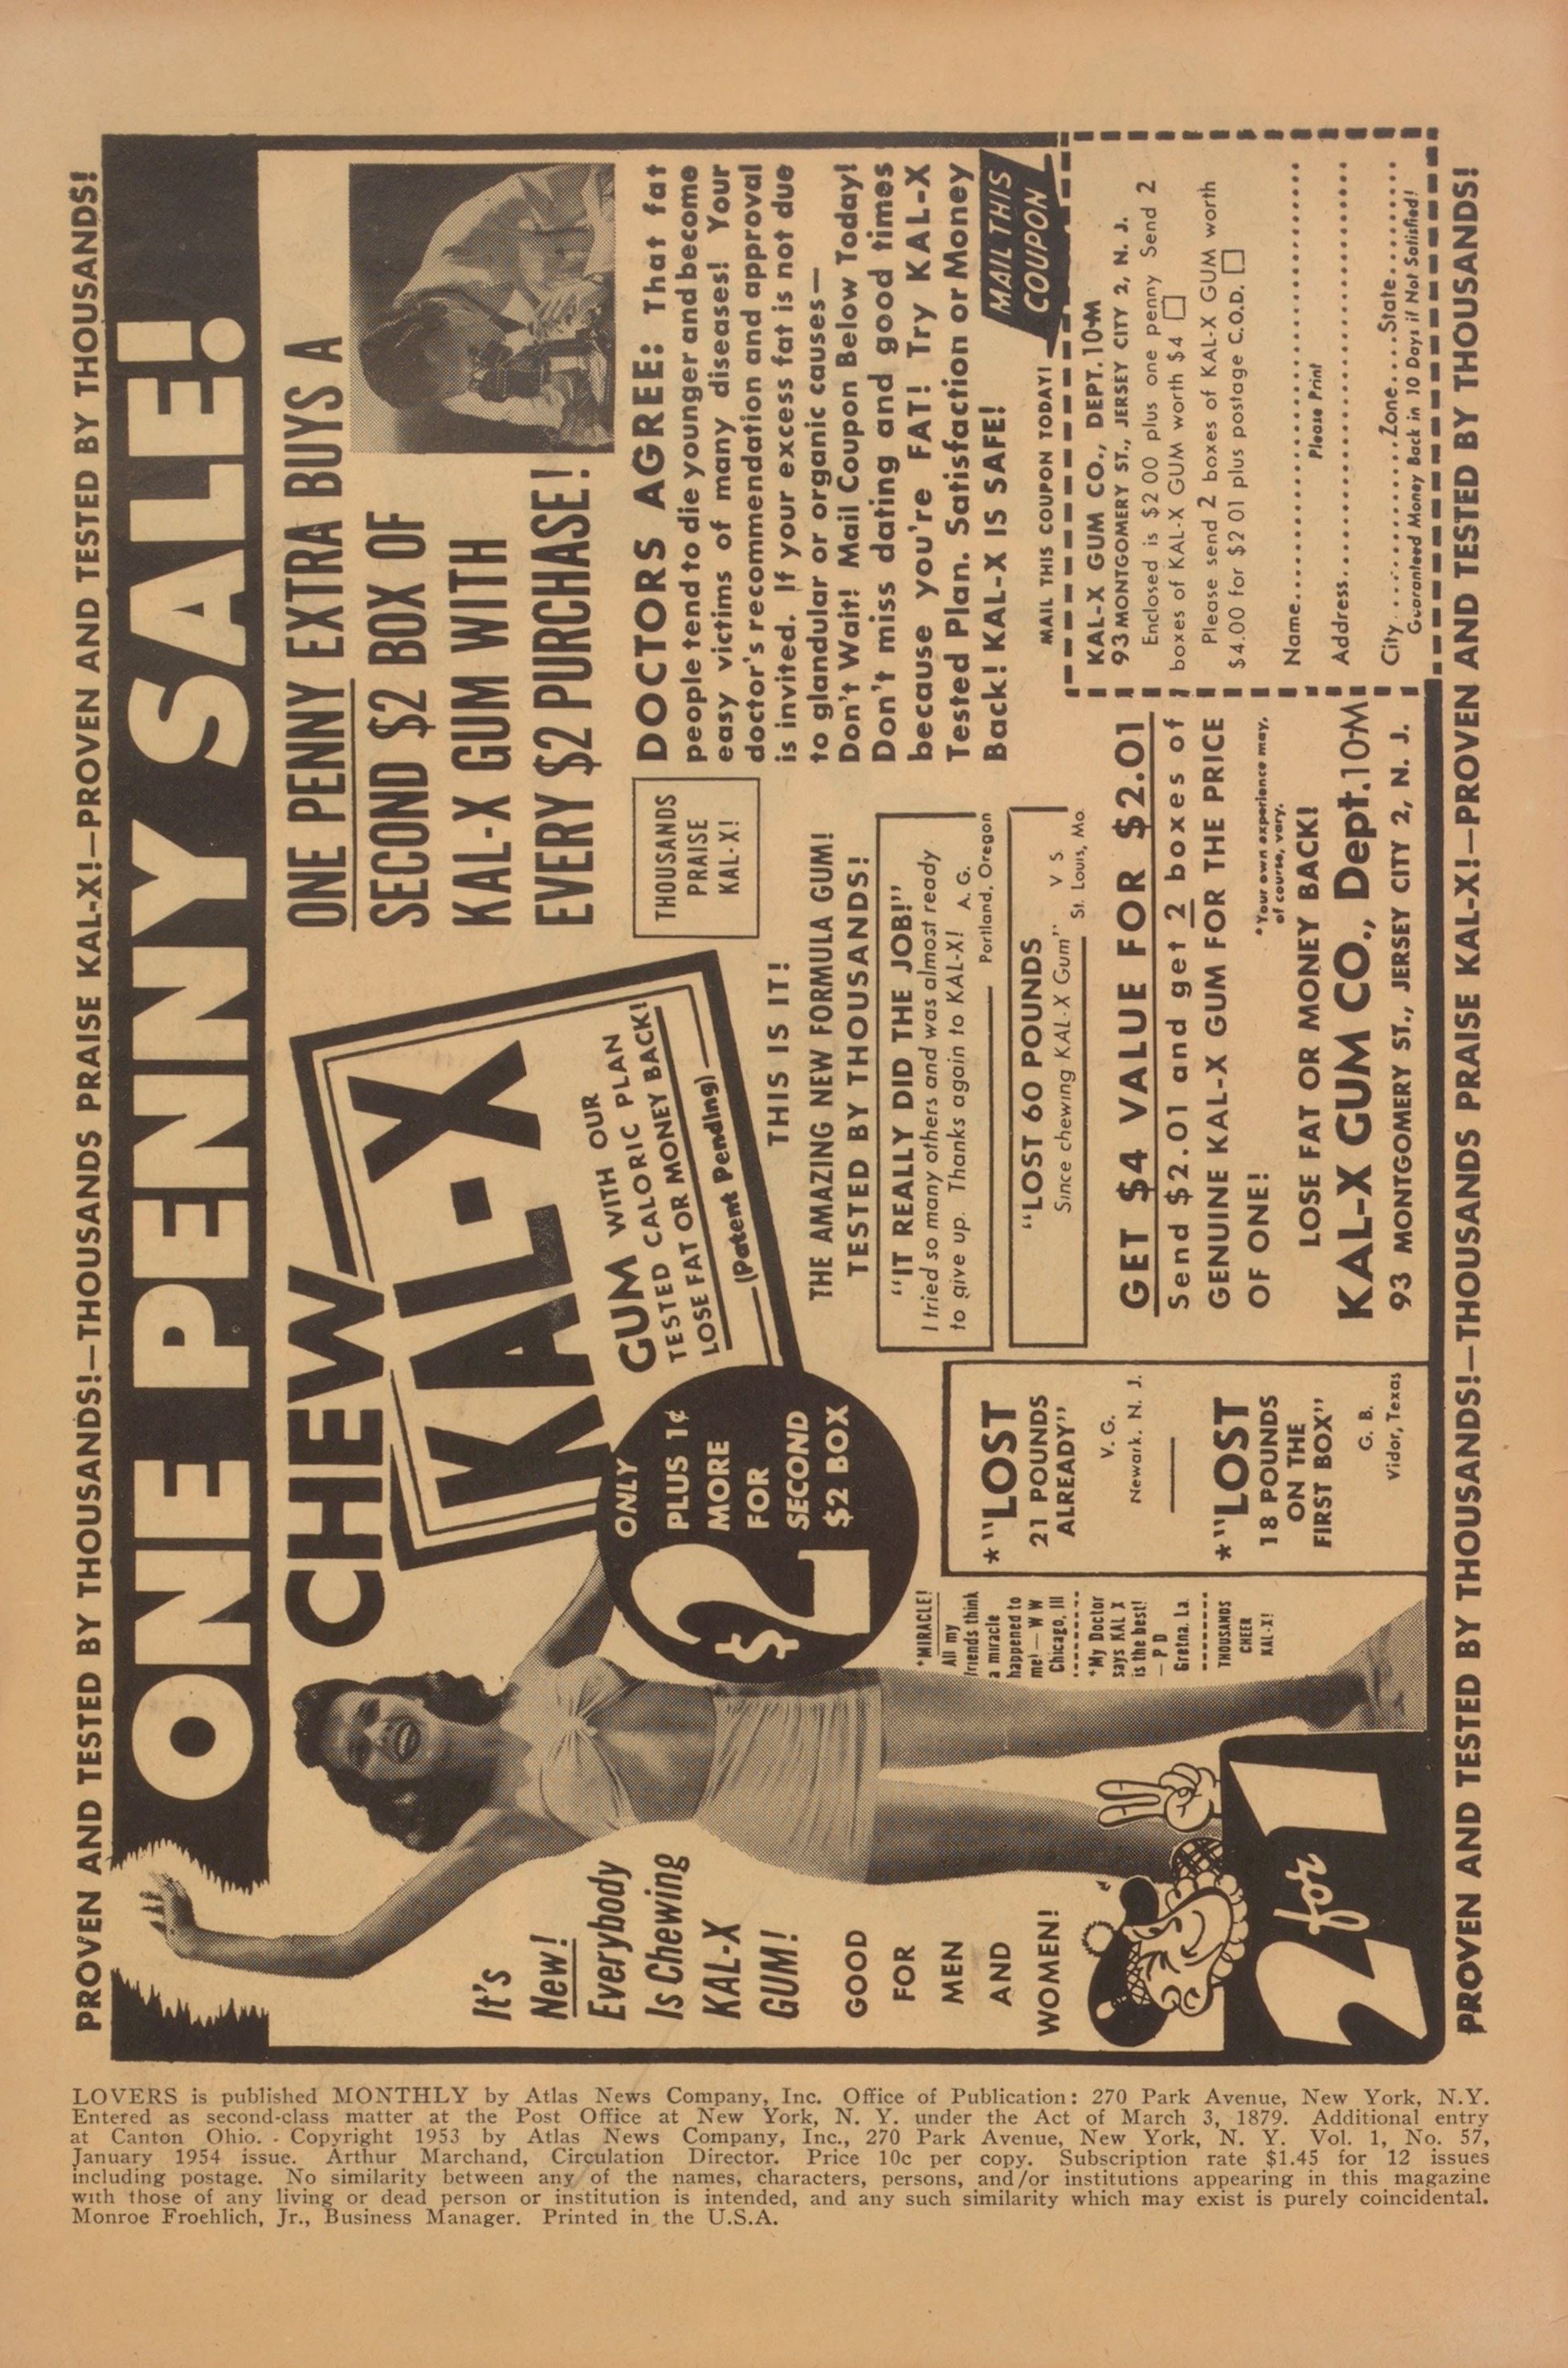 PROVEN AND TESTED BY THOUSANDS!—THOUSANDS PRAISE KAL-X!—PROVEN AND TESTED BY THOUSANDS!
ONE PENNY SALE!
CHEW
KAL-X
GUM WITH OUR
TESTED CALORIC PLAN
LOSE FAT OR MONEY BACK!
(Patent Pending)
ONE PENNY EXTRA BUYS A
SECOND $2 BOX OF
KAL-X GUM WITH
EVERY $2 PURCHASE!
It's
New!
Everybody
Is Chewing
KAL-X
GUM!
GOOD
FOR
MEN
AND
WOMEN!
2 for 1
ONLY
$2
PLUS 1¢
MORE
FOR
SECOND
$2 BOX
*MIRACLE!
All my
friends think
a miracle
happened to
me! — W W
Chicago, Ill
*My Doctor
says KAL X
is the best!
— P D
Gretna, La.
THOUSANDS
CHEER
KAL-X!
*"LOST
21 POUNDS
ALREADY"
V. G.
Newark, N. J.
*"LOST
18 POUNDS
ON THE
FIRST BOX"
G. B.
Vidor, Texas
THIS IS IT!
THE AMAZING NEW FORMULA GUM!
TESTED BY THOUSANDS!
"IT REALLY DID THE JOB!"
I tried so many others and was almost ready
to give up. Thanks again to KAL-X! A. G.
Portland, Oregon
"LOST 60 POUNDS
Since chewing KAL-X Gum" V S
St. Louis, Mo.
GET $4 VALUE FOR $2.01
Send $2.01 and get 2 boxes of
GENUINE KAL-X GUM FOR THE PRICE
OF ONE!
*Your own experience may,
of course, vary.
LOSE FAT OR MONEY BACK!
KAL-X GUM CO., Dept. 10-M
93 MONTGOMERY ST., JERSEY CITY 2, N. J.
THOUSANDS
PRAISE
KAL-X!
DOCTORS AGREE: That fat
people tend to die younger and become
easy victims of many diseases! Your
doctor's recommendation and approval
is invited. If your excess fat is not due
to glandular or organic causes—
Don't Wait! Mail Coupon Below Today!
Don't miss dating and good times
because you're FAT! Try KAL-X
Tested Plan. Satisfaction or Money
Back! KAL-X IS SAFE!
MAIL THIS
COUPON
MAIL THIS COUPON TODAY!
KAL-X GUM CO., DEPT. 10-M
93 MONTGOMERY ST., JERSEY CITY 2, N. J.
Enclosed is $2 00 plus one penny Send 2
boxes of KAL-X GUM worth $4 □
Please send 2 boxes of KAL-X GUM worth
$4.00 for $2 01 plus postage C.O.D. □
Name
Please Print
Address
City Zone State
Guaranteed Money Back in 10 Days if Not Satisfied!
PROVEN AND TESTED BY THOUSANDS!—THOUSANDS PRAISE KAL-X!—PROVEN AND TESTED BY THOUSANDS!
LOVERS is published MONTHLY by Atlas News Company, Inc. Office of Publication: 270 Park Avenue, New York, N.Y.
Entered as second-class matter at the Post Office at New York, N. Y. under the Act of March 3, 1879. Additional entry
at Canton Ohio. Copyright 1953 by Atlas News Company, Inc., 270 Park Avenue, New York, N. Y. Vol. 1, No. 57,
January 1954 issue. Arthur Marchand, Circulation Director. Price 10c per copy. Subscription rate $1.45 for 12 issues
including postage. No similarity between any of the names, characters, persons, and/or institutions appearing in this magazine
with those of any living or dead person or institution is intended, and any such similarity which may exist is purely coincidental.
Monroe Froehlich, Jr., Business Manager. Printed in the U.S.A.